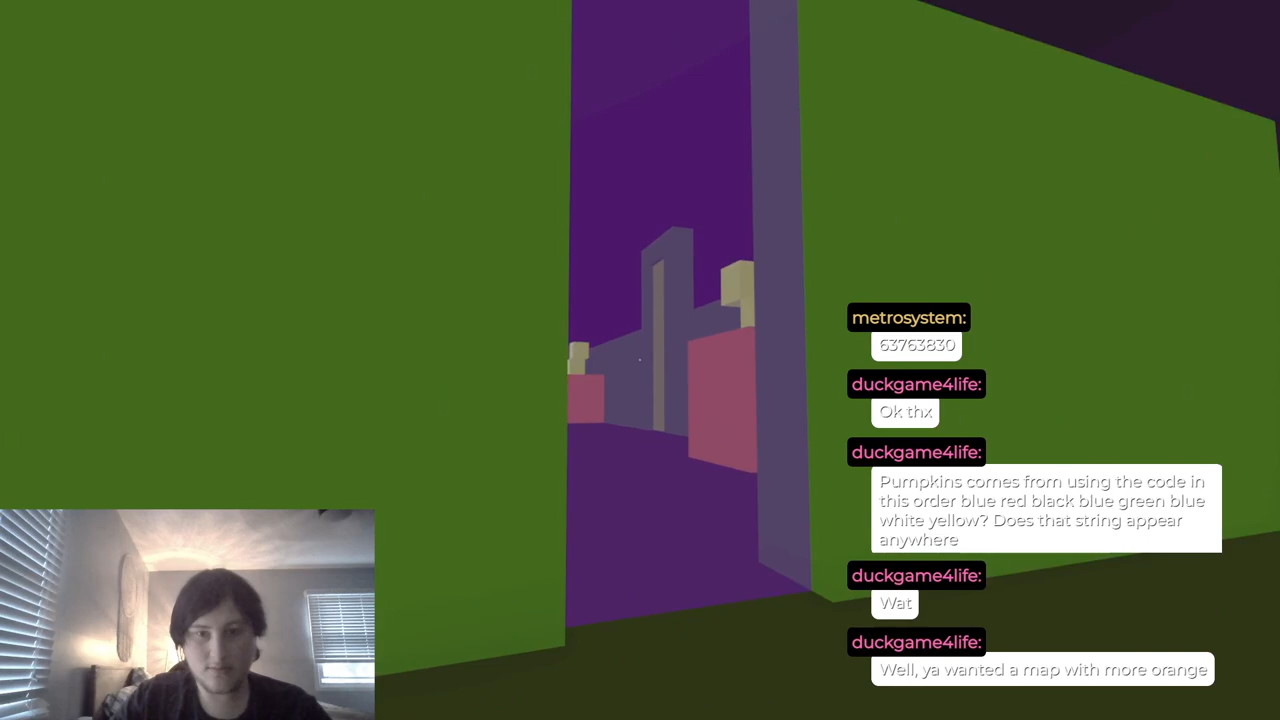 metrosystem:
63763830
duckgame4life:
Ok thx
duckgame4life:
Pumpkins comes from using the code in
this order blue red black blue green blue
white yellow? Does that string appear
anywhere
duckgame4life:
Wat
duckgame4life:
Well, ya wanted a map with more orange